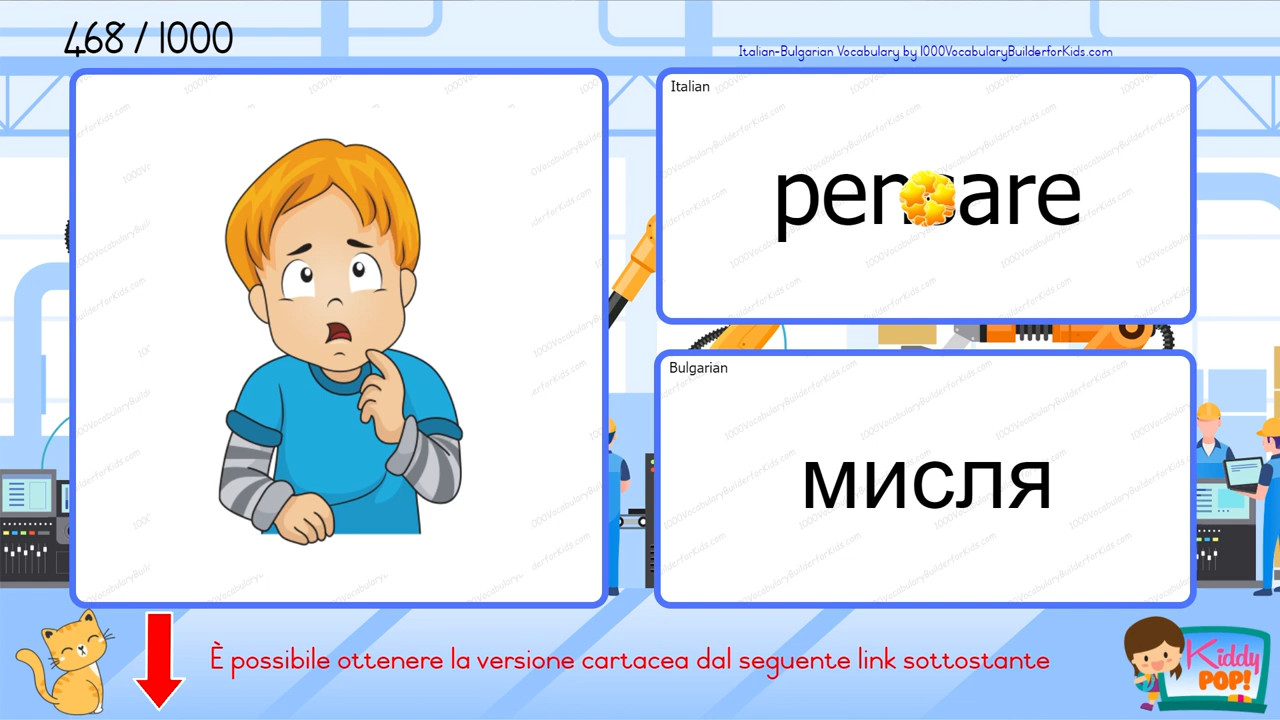 468 / 1000
Italian-Bulgarian Vocabulary by 1000VocabularyBuilderforKids.com
Italian
pensare
Bulgarian
мисля
È possibile ottenere la versione cartacea dal seguente link sottostante
Kiddy
POP!